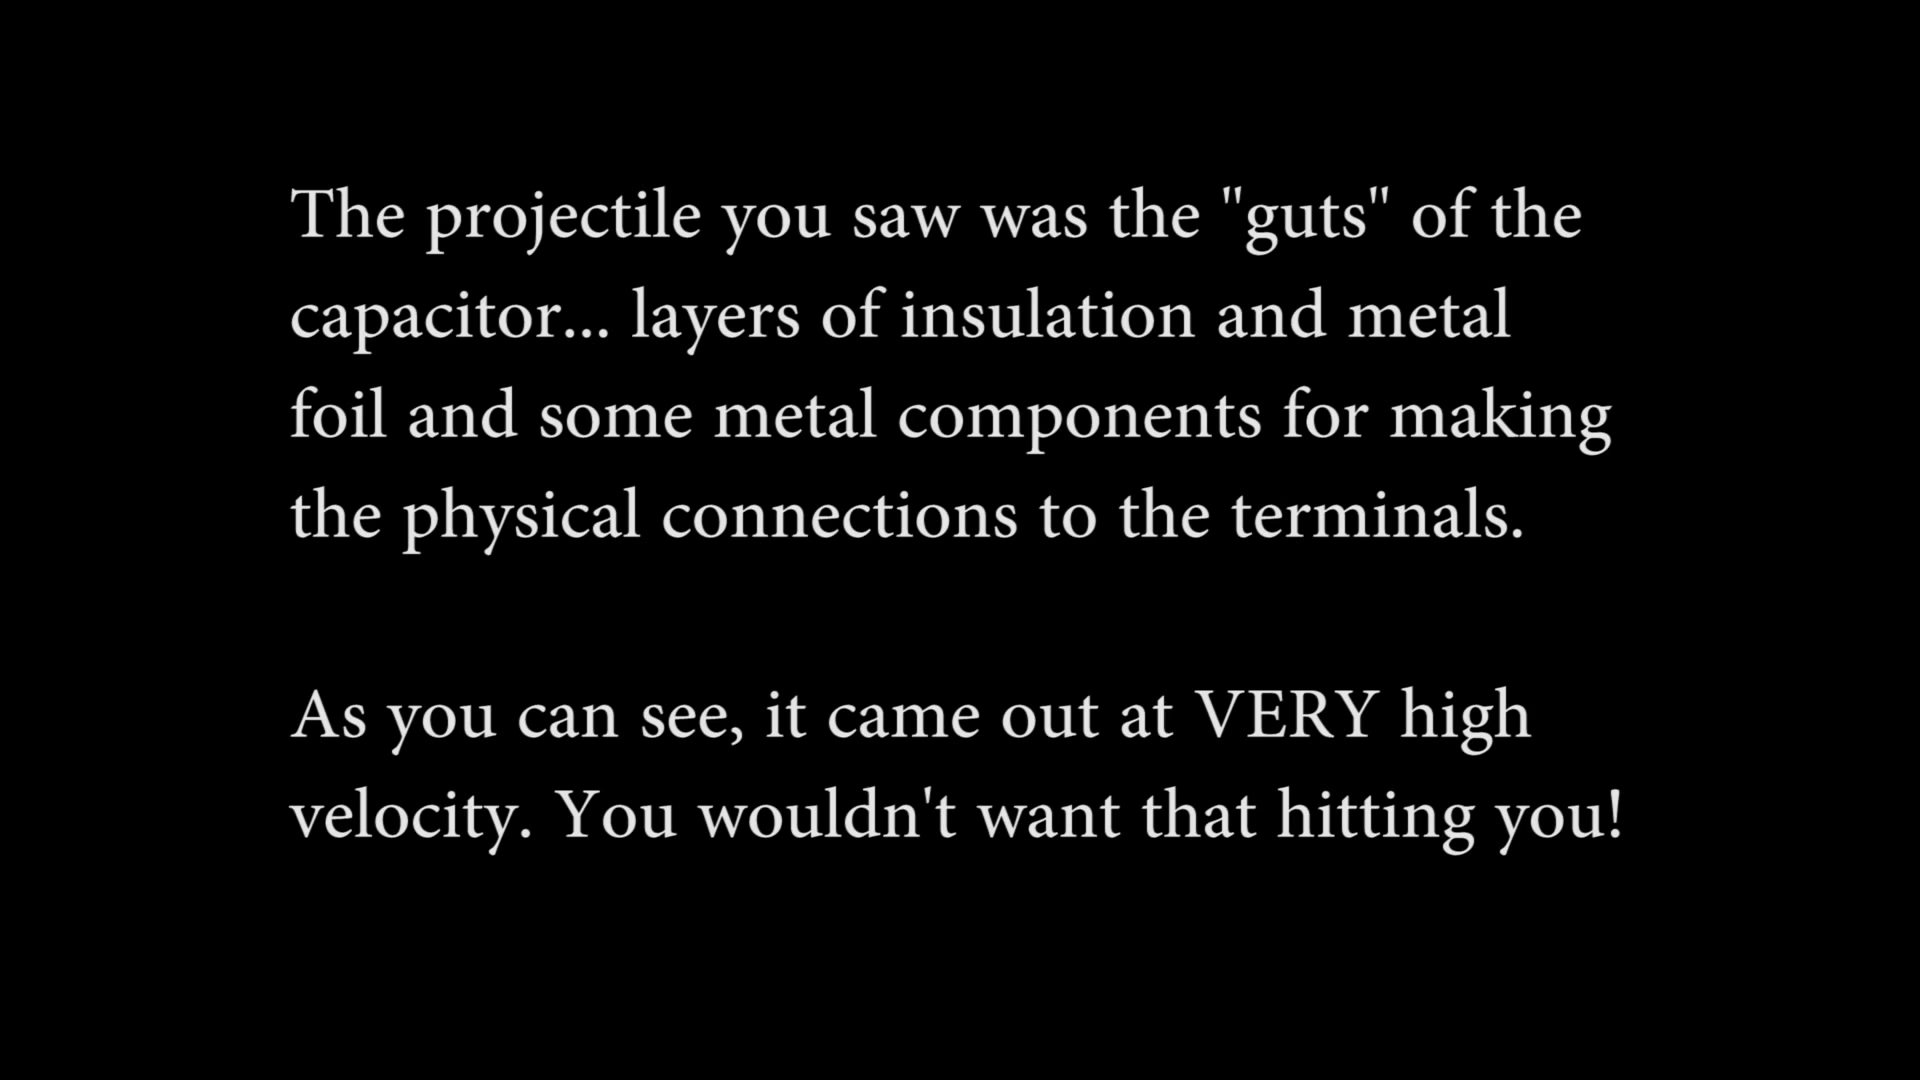 The projectile you saw was the "guts" of the
capacitor... layers of insulation and metal
foil and some metal components for making
the physical connections to the terminals.
As you can see, it came out at VERY high
velocity. You wouldn't want that hitting you!